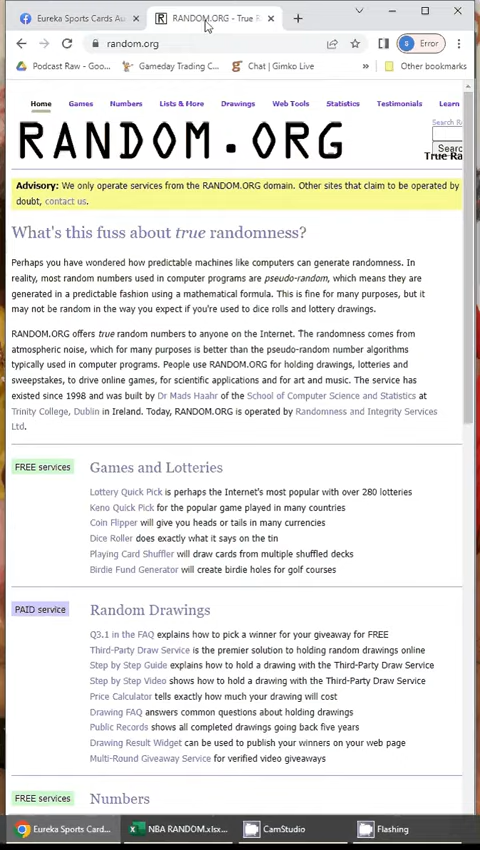 Eureka Sports Cards Au
RANDOM.ORG - True R
random.org
Error
Podcast Raw - Goo...
Gameday Trading C...
Chat | Gimko Live
»
Other bookmarks
Home
Games
Numbers
Lists & More
Drawings
Web Tools
Statistics
Testimonials
Learn
RANDOM.ORG
Search R
Searc
True Ra
Advisory: We only operate services from the RANDOM.ORG domain. Other sites that claim to be operated by
doubt, contact us.
What's this fuss about true randomness?
Perhaps you have wondered how predictable machines like computers can generate randomness. In
reality, most random numbers used in computer programs are pseudo-random, which means they are
generated in a predictable fashion using a mathematical formula. This is fine for many purposes, but it
may not be random in the way you expect if you're used to dice rolls and lottery drawings.
RANDOM.ORG offers true random numbers to anyone on the Internet. The randomness comes from
atmospheric noise, which for many purposes is better than the pseudo-random number algorithms
typically used in computer programs. People use RANDOM.ORG for holding drawings, lotteries and
sweepstakes, to drive online games, for scientific applications and for art and music. The service has
existed since 1998 and was built by Dr Mads Haahr of the School of Computer Science and Statistics at
Trinity College, Dublin in Ireland. Today, RANDOM.ORG is operated by Randomness and Integrity Services
Ltd.
FREE services
Games and Lotteries
Lottery Quick Pick is perhaps the Internet's most popular with over 280 lotteries
Keno Quick Pick for the popular game played in many countries
Coin Flipper will give you heads or tails in many currencies
Dice Roller does exactly what it says on the tin
Playing Card Shuffler will draw cards from multiple shuffled decks
Birdie Fund Generator will create birdie holes for golf courses
PAID service
Random Drawings
Q3.1 in the FAQ explains how to pick a winner for your giveaway for FREE
Third-Party Draw Service is the premier solution to holding random drawings online
Step by Step Guide explains how to hold a drawing with the Third-Party Draw Service
Step by Step Video shows how to hold a drawing with the Third-Party Draw Service
Price Calculator tells exactly how much your drawing will cost
Drawing FAQ answers common questions about holding drawings
Public Records shows all completed drawings going back five years
Drawing Result Widget can be used to publish your winners on your web page
Multi-Round Giveaway Service for verified video giveaways
FREE services
Numbers
Eureka Sports Card...
NBA RANDOM.xlsx...
CamStudio
Flashing